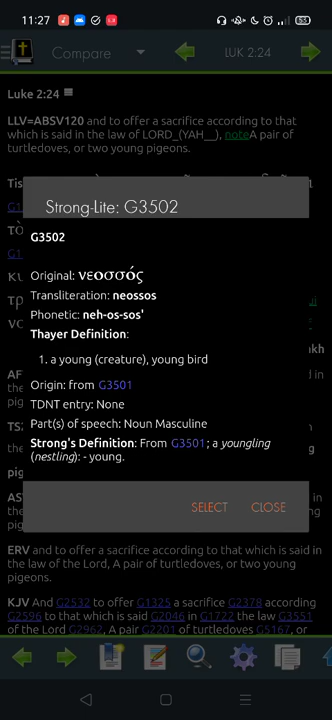 11:27
63
Compare
LUK 2:24
Luke 2:24
LLV=ABSV120 and to offer a sacrifice according to that
which is said in the law of LORD_(YAH__), noteA pair of
turtledoves, or two young pigeons.
Tis
Strong-Lite: G3502
G3502
Original: νεοσσός
Transliteration: neossos
Phonetic: neh-os-sos'
Thayer Definition:
1. a young (creature), young bird
Origin: from G3501
TDNT entry: None
Part(s) of speech: Noun Masculine
Strong's Definition: From G3501; a youngling
(nestling): - young.
SELECT CLOSE
ERV and to offer a sacrifice according to that which is said in
the law of the Lord, A pair of turtledoves, or two young
pigeons.
KJV And G2532 to offer G1325 a sacrifice G2378 according
G2596 to that which is said G2046 in G1722 the law G3551
of the Lord G2962, A pair G2201 of turtledoves G5167, or